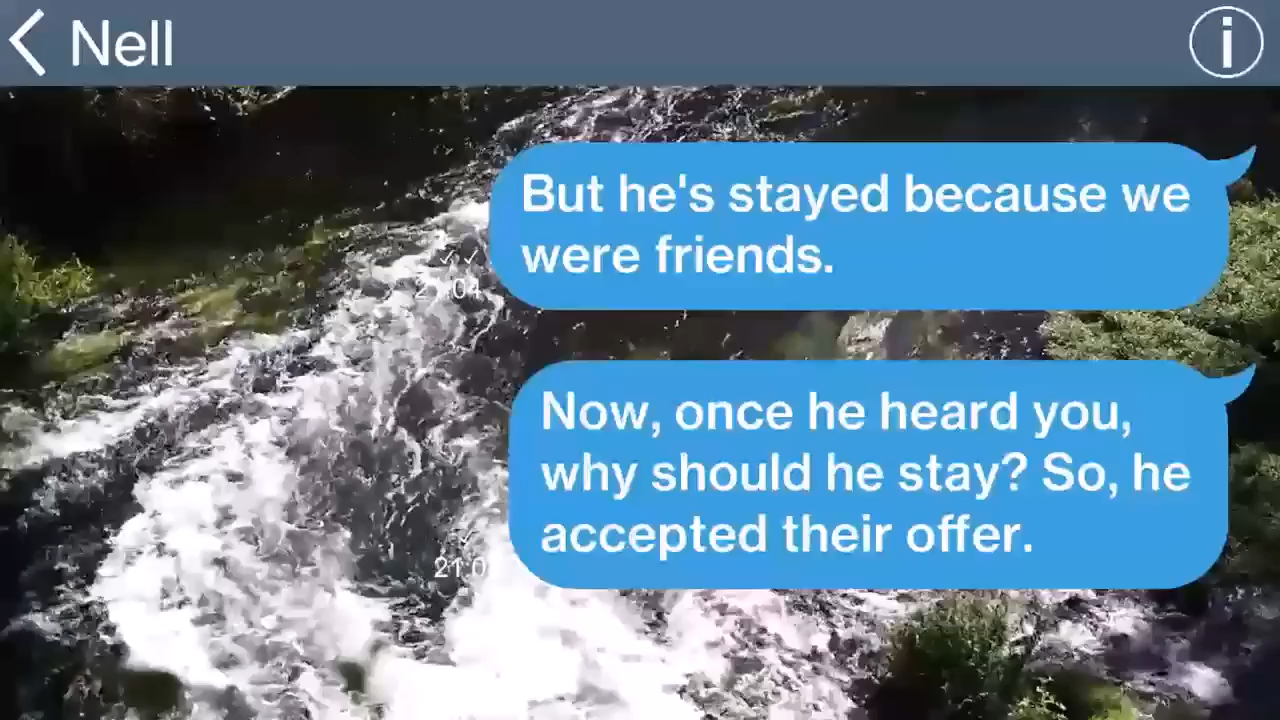 Nell
But he's stayed because we
were friends.
Now, once he heard you,
why should he stay? So, he
accepted their offer.